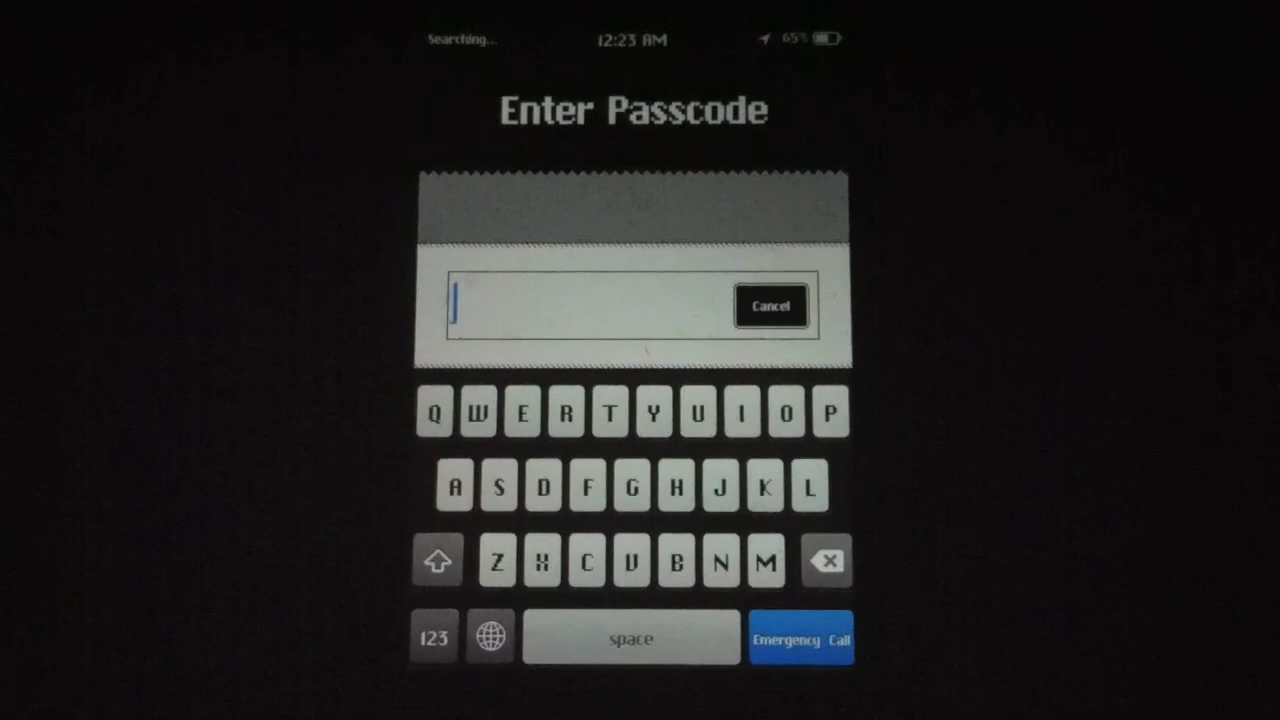 Searching... 12:23 AM 65%
Enter Passcode
Cancel
Q W E R T Y U I O P
A S D F G H J K L
Z X C V B N M
123 space Emergency Call